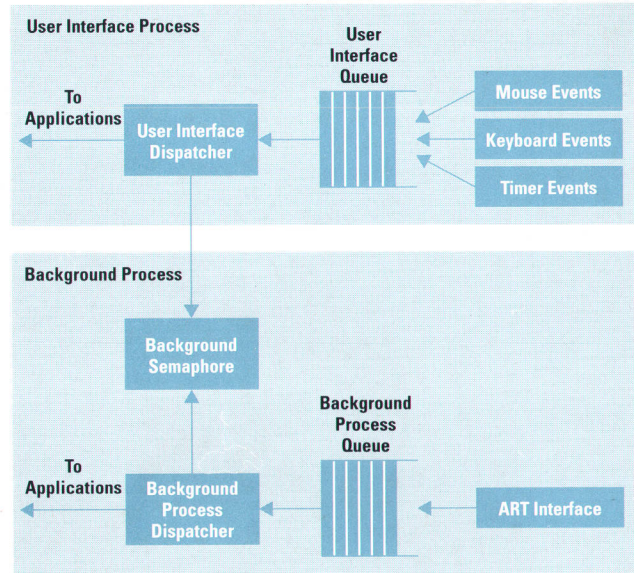 User Interface Process
User
Interface
Queue
To
Applications
User Interface
Dispatcher
Mouse Events
Keyboard Events
Timer Events
Background Process
Background
Semaphore
Background
Process
Queue
To
Applications
Background
Process
Dispatcher
ART Interface